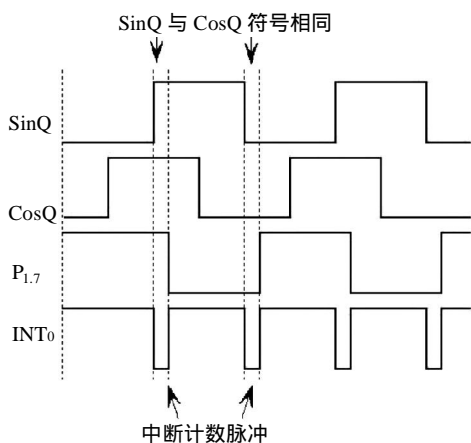 SinQ 与 CosQ 符号相同
SinQ
CosQ
P1.7
INT0
中断计数脉冲